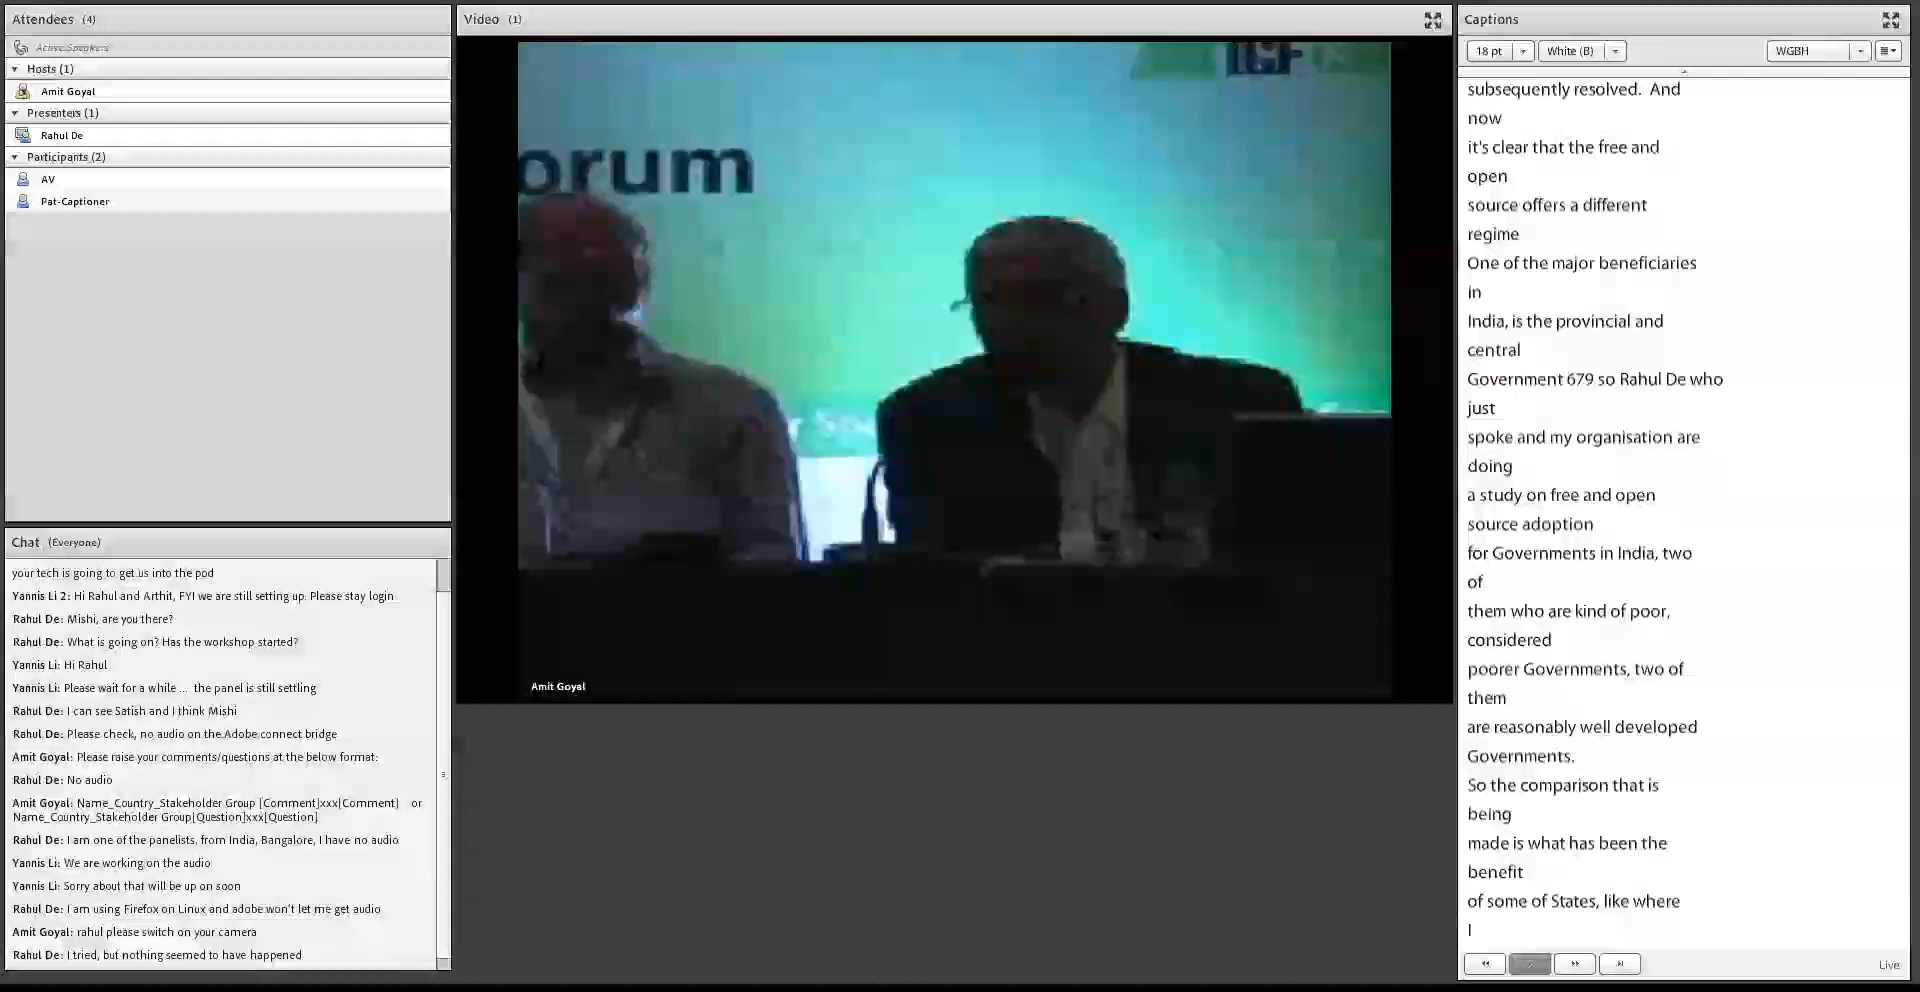 Attendees (4)
Active Speakers
Hosts (1)
Amit Goyal
Presenters (1)
Rahul De
Participants (2)
AV
Pat-Captioner
Chat (Everyone)
your tech is going to get us into the pod
Yannis Li 2: Hi Rahul and Arthit, FYI we are still setting up. Please stay login
Rahul De: Mishi, are you there?
Rahul De: What is going on? Has the workshop started?
Yannis Li: Hi Rahul
Yannis Li: Please wait for a while ... the panel is still settling
Rahul De: I can see Satish and I think Mishi
Rahul De: Please check, no audio on the Adobe connect bridge
Amit Goyal: Please raise your comments/questions at the below format:
Rahul De: No audio
Amit Goyal: Name_Country_Stakeholder Group [Comment]xxx[Comment] or
Name_Country_Stakeholder Group[Question]xxx[Question]
Rahul De: I am one of the panelists, from India, Bangalore, I have no audio
Yannis Li: We are working on the audio
Yannis Li: Sorry about that will be up on soon
Rahul De: I am using Firefox on Linux and adobe won't let me get audio
Amit Goyal: rahul please switch on your camera
Rahul De: I tried, but nothing seemed to have happened
Video (1)
IGF
orum
Amit Goyal
Captions
18 pt
White (B)
WGBH
subsequently resolved. And
now
it's clear that the free and
open
source offers a different
regime
One of the major beneficiaries
in
India, is the provincial and
central
Government 679 so Rahul De who
just
spoke and my organisation are
doing
a study on free and open
source adoption
for Governments in India, two
of
them who are kind of poor,
considered
poorer Governments, two of
them
are reasonably well developed
Governments.
So the comparison that is
being
made is what has been the
benefit
of some of States, like where
I
Live